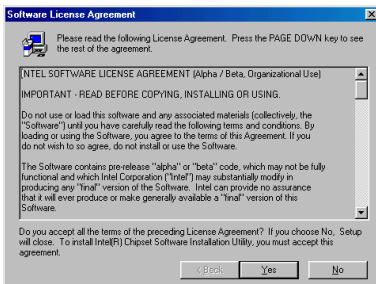 Software License Agreement
Please read the following License Agreement. Press the PAGE DOWN key to see
the rest of the agreement.
INTEL SOFTWARE LICENSE AGREEMENT (Alpha / Beta, Organizational Use)
IMPORTANT - READ BEFORE COPYING, INSTALLING OR USING.
Do not use or load this software and any associated materials (collectively, the
"Software") until you have carefully read the following terms and conditions. By
loading or using the Software, you agree to the terms of this Agreement. If you
do not wish to so agree, do not install or use the Software.
The Software contains pre-release "alpha" or "beta" code, which may not be fully
functional and which Intel Corporation ("Intel") may substantially modify in
producing any "final" version of the Software. Intel can provide no assurance
that it will ever produce or make generally available a "final" version of this
Software.
Do you accept all the terms of the preceding License Agreement? If you choose No, Setup
will close. To install Intel(R) Chipset Software Installation Utility, you must accept this
agreement.
< Back
Yes
No